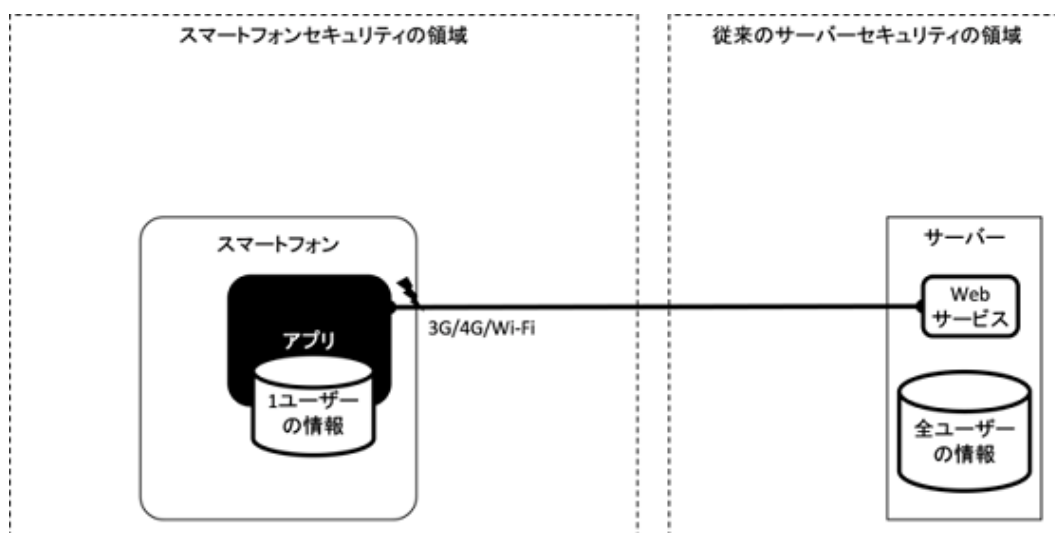 スマートフォンセキュリティの領域
従来のサーバーセキュリティの領域
スマートフォン
アプリ
1ユーザー
の情報
3G/4G/Wi-Fi
サーバー
Web
サービス
全ユーザー
の情報